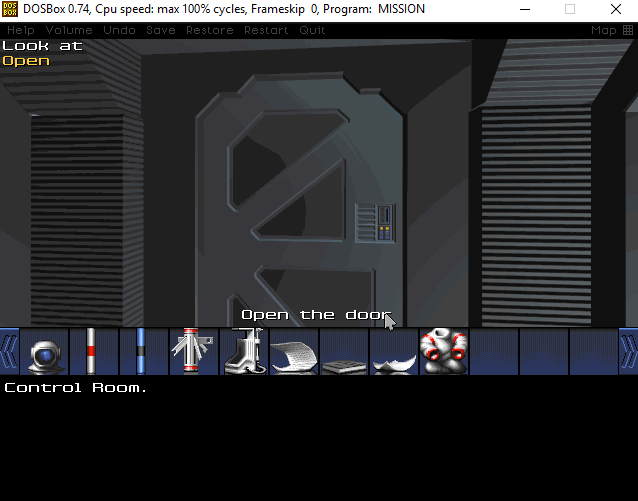 DOSBox 0.74, Cpu speed: max 100% cycles, Frameskip 0, Program: MISSION
Help Volume Undo Save Restore Restart Quit Map
Look at
Open
Open the door
Control Room.